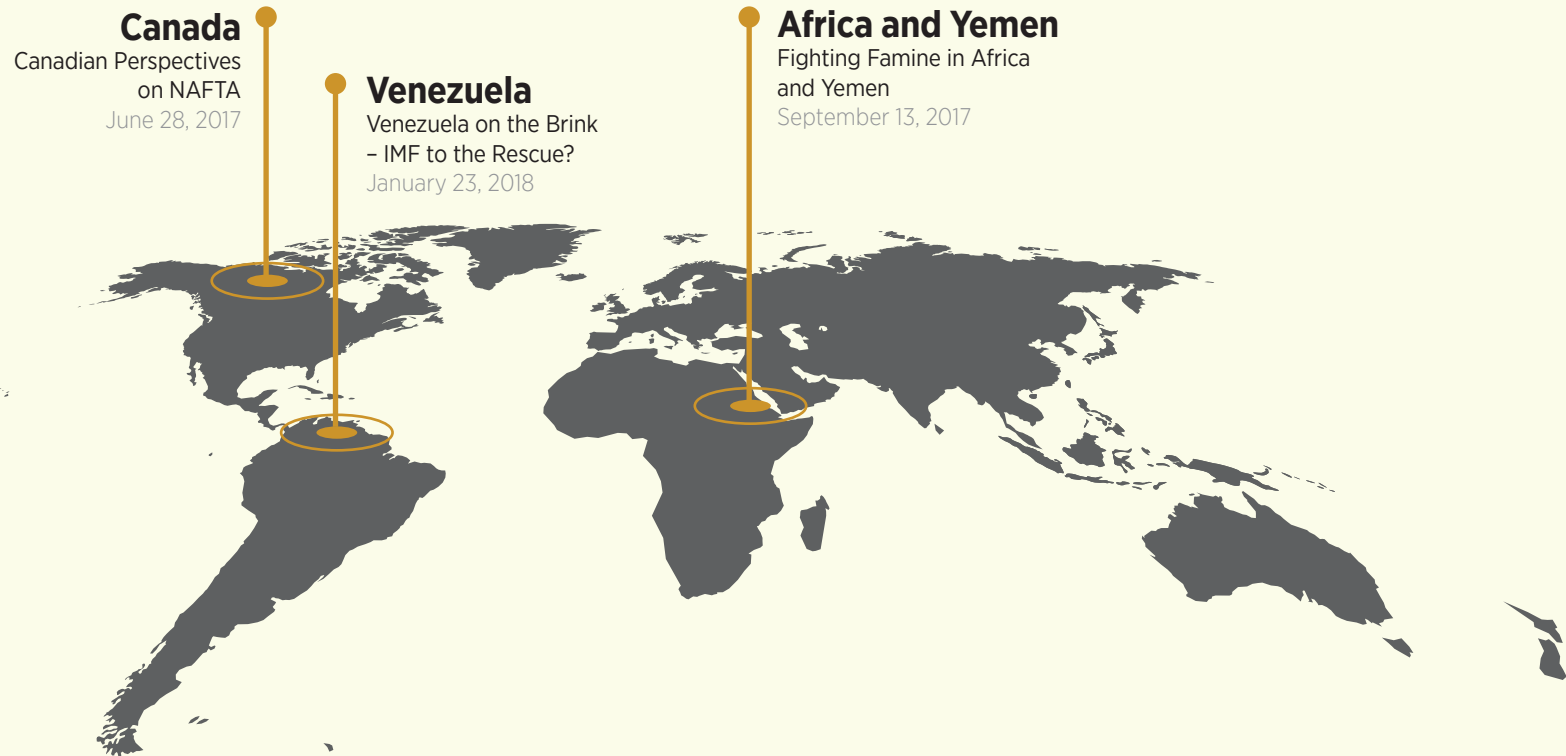 Canada
Canadian Perspectives
on NAFTA
June 28, 2017
Venezuela
Venezuela on the Brink
– IMF to the Rescue?
January 23, 2018
Africa and Yemen
Fighting Famine in Africa
and Yemen
September 13, 2017